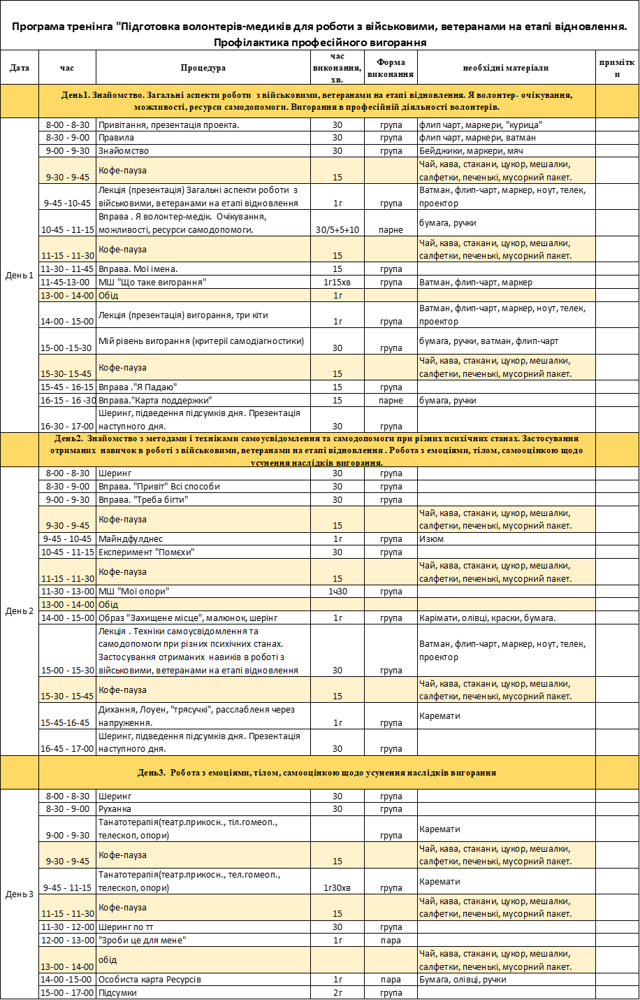 Програма тренінга "Підготовка волонтерів-медиків для роботи з військовими, ветеранами на етапі відновлення.
Профілактика професійного вигорання
Дата час Процедура час виконання, хв. Форма виконання необхідні матеріали примітки
День1. Знайомство. Загальні аспекти роботи з військовими, ветеранами на етапі відновлення. Я волонтер- очікування,
можливості, ресурси самодопомоги. Вигорання в професійній діяльності волонтерів.
День 1
8-00 - 8-30 Привітання, презентація проекта. 30 група флип чарт, маркери, "курица"
8-30 - 9-00 Правила 30 група флип чарт, маркери, ватман
9-00 - 9-30 Знайомство 30 група Бейджики, маркери, мяч
9-30 - 9-45 Кофе-пауза 15 Чай, кава, стакани, цукор, мешалки,
салфетки, печенькі, мусорний пакет.
9-45 -10-45 Лекція (презентація) Загальні аспекти роботи з
військовими, ветеранами на етапі відновлення 1г група Ватман, флип-чарт, маркер, ноут, телек,
проектор
10-45 - 11-15 Вправа . Я волонтер-медік. Очікування,
можливості, ресурси самодопомоги. 30/5+5+10 парне бумага, ручки
11-15 - 11-30 Кофе-пауза 15 Чай, кава, стакани, цукор, мешалки,
салфетки, печенькі, мусорний пакет.
11-30 - 11-45 Вправа. Мої імена. 15 група
11-45-13-00 МШ "Що таке вигорання" 1г15хв група Ватман, флип-чарт, маркер
13-00 - 14-00 Обід 1г
14-00 - 15-00 Лекція (презентація) вигорання, три кіти 1г група Ватман, флип-чарт, маркер, ноут, телек,
проектор
15-00 -15-30 Мій рівень вигорання (критерії самодіагностики) 30 група бумага, ручки, ватман, флип-чарт
15-30- 15-45 Кофе-пауза 15 Чай, кава, стакани, цукор, мешалки,
салфетки, печенькі, мусорний пакет.
15-45 - 16-15 Вправа ."Я Падаю" 15 група
16-15 - 16 -30 Вправа."Карта поддержки" 15 парне бумага, ручки
16-30 - 17-00 Шеринг, підведення підсумків дня. Презентація
наступного дня. 30 група
День2. Знайомство з методами і техніками самоусвідомлення та самодопомоги при різних психічних станах. Застосування
отриманих навичок в роботі з військовими, ветеранами на етапі відновлення . Робота з емоціями, тілом, самооцінкою щодо
усунення наслідків вигорання.
День 2
8-00 - 8-30 Шеринг 30 група
8-30 - 9-00 Вправа. "Привіт" Всі способи 30 група
9-00 - 9-30 Вправа. "Треба бігти" 30 група
9-30 - 9-45 Кофе-пауза 15 Чай, кава, стакани, цукор, мешалки,
салфетки, печенькі, мусорний пакет.
9-45 - 10-45 Майндфулднес 1г група Изюм
10-45 - 11-15 Експеримент "Помєхи" 30 група
11-15 - 11-30 Кофе-пауза 15 Чай, кава, стакани, цукор, мешалки,
салфетки, печенькі, мусорний пакет.
11-30 - 13-00 МШ "Мої опори" 1ч30 група
13-00 - 14-00 Обід
14-00 - 15-00 Образ "Захищене місце", малюнок, шерінг 1г група Карімати, олівці, краски, бумага.
15-00 - 15-30 Лекція . Техніки самоусвідомлення та
самодопомоги при різних психічних станах.
Застосування отриманих навиків в роботі з
військовими, ветеранами на етапі відновлення 30 група Ватман, флип-чарт, маркер, ноут, телек,
проектор
15-30 - 15-45 Кофе-пауза 15 Чай, кава, стакани, цукор, мешалки,
салфетки, печенькі, мусорний пакет.
15-45-16-45 Дихання, Лоуен, "трясучкі", расслабленя через
напруження. 1г група Каремати
16-45 - 17-00 Шеринг, підведення підсумків дня. Презентація
наступного дня. 30 група
День3. Робота з емоціями, тілом, самооцінкою щодо усунення наслідків вигорання
День 3
8-00 - 8-30 Шеринг 30 група
8-30 - 9-00 Руханка 30 група
9-00 - 9-30 Танатотерапія(театр.прикосн., тіл.гомеоп.,
телескоп, опори) група Каремати
9-30 - 9-45 Кофе-пауза 15 Чай, кава, стакани, цукор, мешалки,
салфетки, печенькі, мусорний пакет.
9-45 - 11-15 Танатотерапія(театр.прикосн., тел.гомеоп.,
телескоп, опори) 1г30хв група Каремати
11-15 - 11-30 Кофе-пауза 15 Чай, кава, стакани, цукор, мешалки,
салфетки, печенькі, мусорний пакет.
11-30 - 12-00 Шеринг по тт 30 група
12-00 - 13-00 "Зроби це для мене" 1г пара
13-00 - 14-00 обід Чай, кава, стакани, цукор, мешалки,
салфетки, печенькі, мусорний пакет.
14-00 -15-00 Особиста карта Ресурсів 1г пара Бумага, олівці, ручки
15-00 - 17-00 Підсумки 2г група